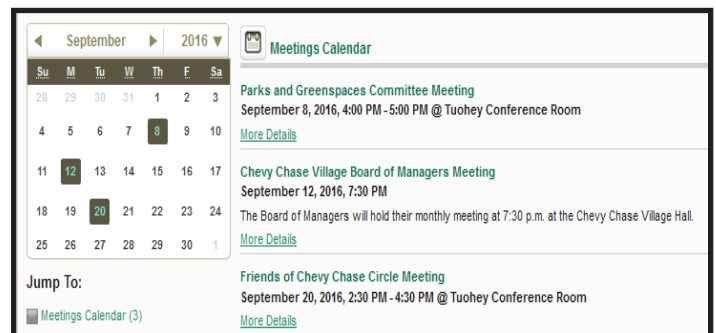 September 2016
Su M Tu W Th F Sa
28 29 30 31 1 2 3
4 5 6 7 8 9 10
11 12 13 14 15 16 17
18 19 20 21 22 23 24
25 26 27 28 29 30 1
Jump To:
Meetings Calendar (3)
Meetings Calendar
Parks and Greenspaces Committee Meeting
September 8, 2016, 4:00 PM - 5:00 PM @ Tuohey Conference Room
More Details
Chevy Chase Village Board of Managers Meeting
September 12, 2016, 7:30 PM
The Board of Managers will hold their monthly meeting at 7:30 p.m. at the Chevy Chase Village Hall.
More Details
Friends of Chevy Chase Circle Meeting
September 20, 2016, 2:30 PM - 4:30 PM @ Tuohey Conference Room
More Details